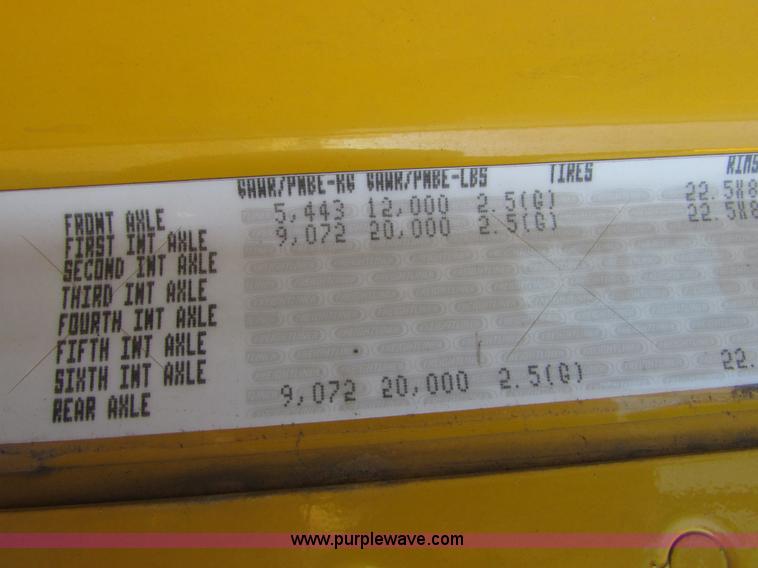 GAWR/PNBE-KG GAWR/PNBE-LBS TIRES RIMS
FRONT AXLE 5,443 12,000 2.5(G) 22.5X8
FIRST INT AXLE 9,072 20,000 2.5(G) 22.5X8
SECOND INT AXLE
THIRD INT AXLE
FOURTH INT AXLE
FIFTH INT AXLE
SIXTH INT AXLE
REAR AXLE 9,072 20,000 2.5(G) 22.
www.purplewave.com